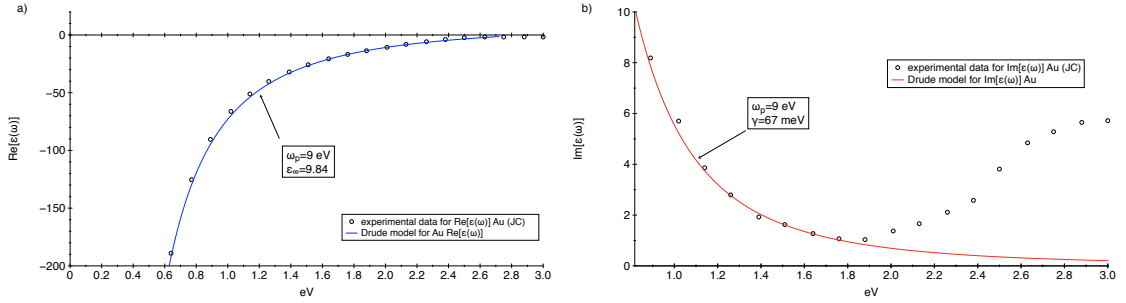 a)
0
−50
−100
−150
−200
Re[ε(ω)]
0 0.2 0.4 0.6 0.8 1.0 1.2 1.4 1.6 1.8 2.0 2.2 2.4 2.6 2.8 3.0
eV
ωp=9 eV
ε∞=9.84
experimental data for Re[ε(ω)] Au (JC)
Drude model for Au Re[ε(ω)]
b)
10
8
6
4
2
0
Im[ε(ω)]
1.0 1.2 1.4 1.6 1.8 2.0 2.2 2.4 2.6 2.8 3.0
eV
experimental data for Im[ε(ω)] Au (JC)
Drude model for Im[ε(ω)] Au
ωp=9 eV
γ=67 meV